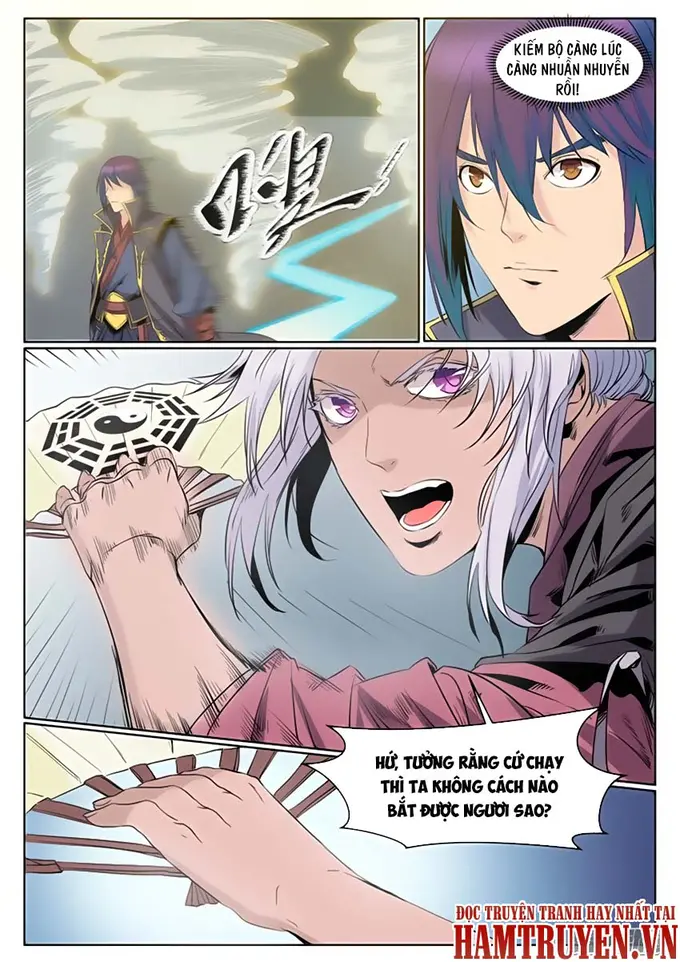 KIẾM BỘ CÀNG LÚC
CÀNG NHUẦN NHUYỄN
RỒI!
HỨ, TƯỞNG RẰNG CỨ CHẠY
THÌ TA KHÔNG CÁCH NÀO
BẮT ĐƯỢC NGƯƠI SAO?
ĐỌC TRUYỆN TRANH HAY NHẤT TẠI
HAMTRUYEN.VN